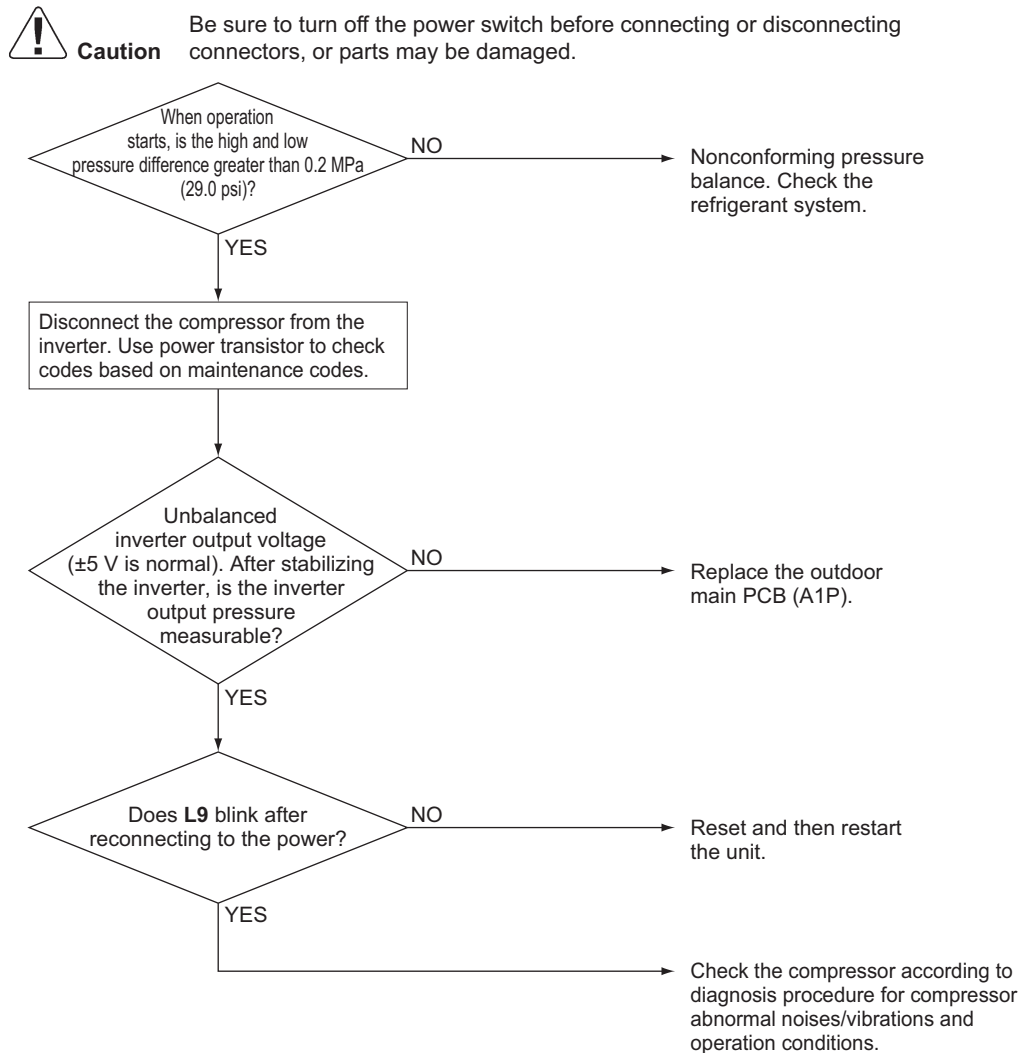 Caution
Be sure to turn off the power switch before connecting or disconnecting
connectors, or parts may be damaged.
When operation
starts, is the high and low
pressure difference greater than 0.2 MPa
(29.0 psi)?
NO
Nonconforming pressure
balance. Check the
refrigerant system.
YES
Disconnect the compressor from the
inverter. Use power transistor to check
codes based on maintenance codes.
Unbalanced
inverter output voltage
(±5 V is normal). After stabilizing
the inverter, is the inverter
output pressure
measurable?
NO
Replace the outdoor
main PCB (A1P).
YES
Does L9 blink after
reconnecting to the power?
NO
Reset and then restart
the unit.
YES
Check the compressor according to
diagnosis procedure for compressor
abnormal noises/vibrations and
operation conditions.